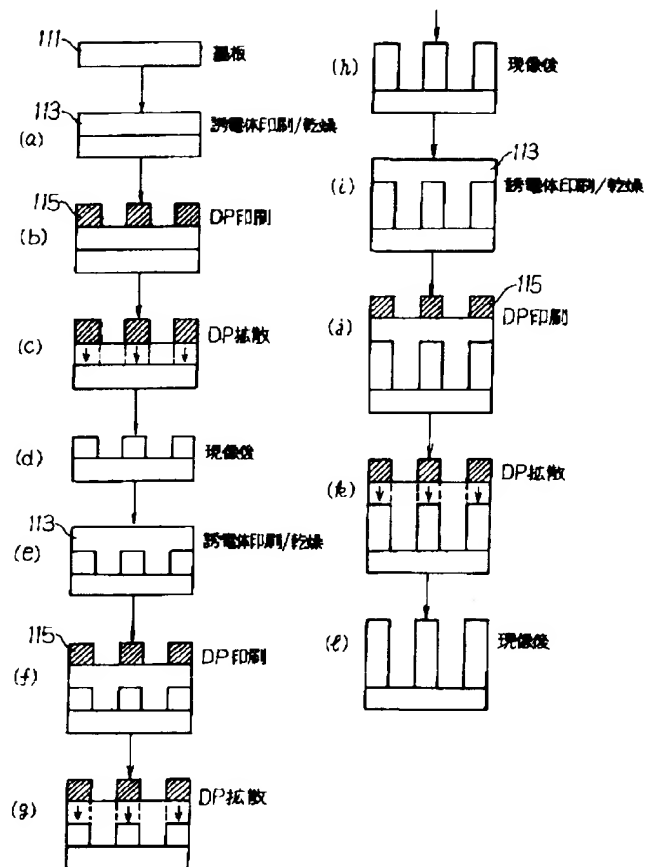 111
基板
113
誘電体印刷/乾燥
(a)
115
DP印刷
(b)
(c)
DP拡散
(d)
現像後
113
(e)
誘電体印刷/乾燥
115
DP印刷
(f)
(g)
DP拡散
(h)
現像後
113
(i)
誘電体印刷/乾燥
115
(j)
DP印刷
(k)
DP拡散
(l)
現像後